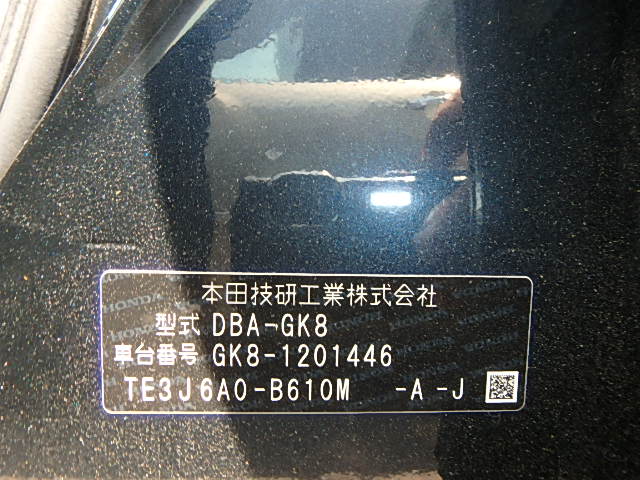 本田技研工業株式会社
型式 DBA-GK8
車台番号 GK8-1201446
TE3J6A0-B610M -A -J